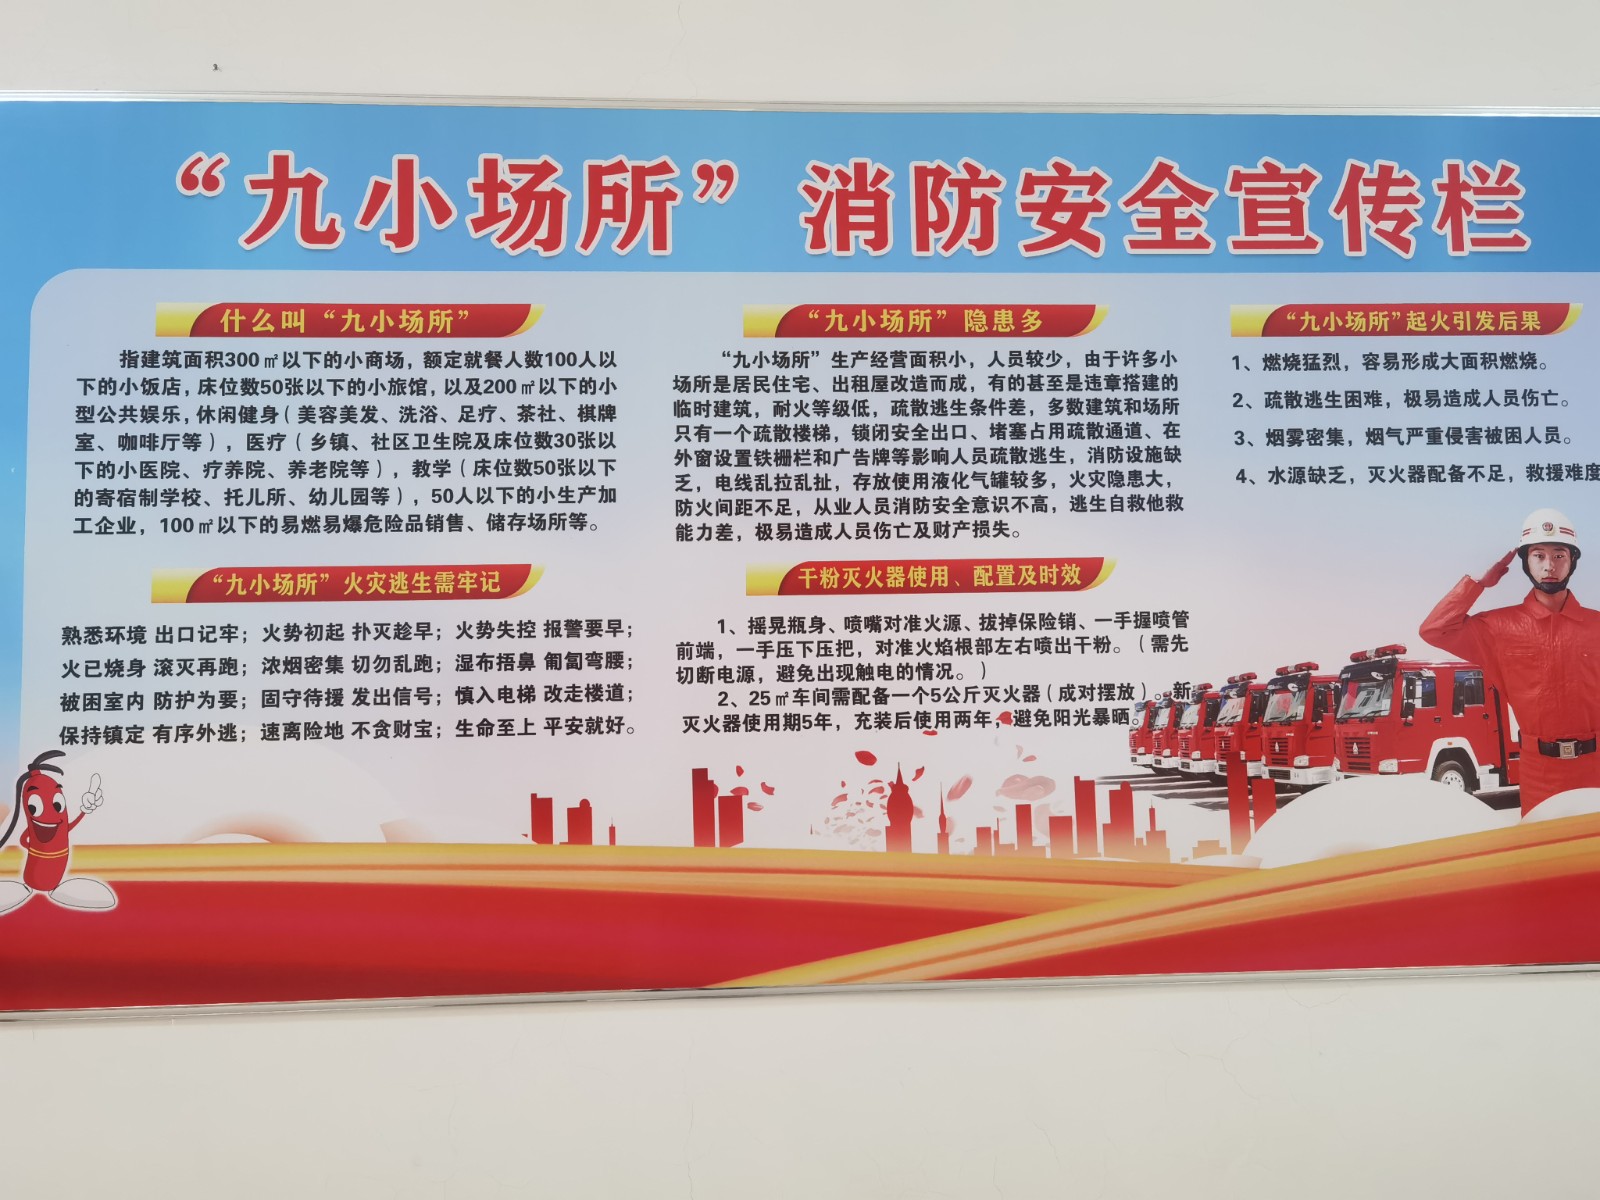 “九小场所”消防安全宣传栏
什么叫“九小场所”
指建筑面积300㎡以下的小商场，额定就餐人数100人以
下的小饭店，床位数50张以下的小旅馆，以及200㎡以下的小
型公共娱乐，休闲健身（美容美发、洗浴、足疗、茶社、棋牌
室、咖啡厅等），医疗（乡镇、社区卫生院及床位数30张以
下的小医院、疗养院、养老院等），教学（床位数50张以下
的寄宿制学校、托儿所、幼儿园等），50人以下的小生产加
工企业，100㎡以下的易燃易爆危险品销售、储存场所等。
“九小场所”火灾逃生需牢记
熟悉环境 出口记牢；火势初起 扑灭趁早；火势失控 报警要早；
火已烧身 滚灭再跑；浓烟密集 切勿乱跑；湿布捂鼻 匍匐弯腰；
被困室内 防护为要；固守待援 发出信号；慎入电梯 改走楼道；
保持镇定 有序外逃；速离险地 不贪财宝；生命至上 平安就好。
“九小场所”隐患多
“九小场所”生产经营面积小，人员较少，由于许多小
场所是居民住宅、出租屋改造而成，有的甚至是违章搭建的
临时建筑，耐火等级低，疏散逃生条件差，多数建筑和场所
只有一个疏散楼梯，锁闭安全出口、堵塞占用疏散通道、在
外窗设置铁栅栏和广告牌等影响人员疏散逃生，消防设施缺
乏，电线乱拉乱扯，存放使用液化气罐较多，火灾隐患大，
防火间距不足，从业人员消防安全意识不高，逃生自救他救
能力差，极易造成人员伤亡及财产损失。
干粉灭火器使用、配置及时效
1、摇晃瓶身、喷嘴对准火源、拔掉保险销、一手握喷管
前端，一手压下压把，对准火焰根部左右喷出干粉。（需先
切断电源，避免出现触电的情况。）
2、25㎡车间需配备一个5公斤灭火器（成对摆放）。新
灭火器使用期5年，充装后使用两年，避免阳光暴晒。
“九小场所”起火引发后果
1、燃烧猛烈，容易形成大面积燃烧。
2、疏散逃生困难，极易造成人员伤亡。
3、烟雾密集，烟气严重侵害被困人员。
4、水源缺乏，灭火器配备不足，救援难度